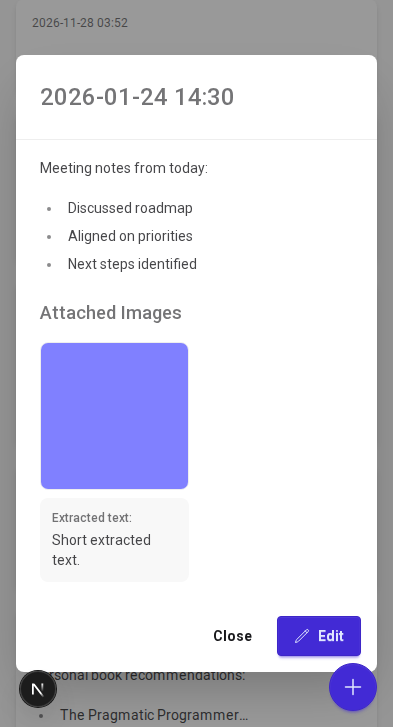 2026-11-28 03:52
2026-01-24 14:30
Meeting notes from today:
• Discussed roadmap
• Aligned on priorities
• Next steps identified
Attached Images
Extracted text:
Short extracted
text.
Close
Edit
book recommendations:
N
• The Pragmatic Programmer...